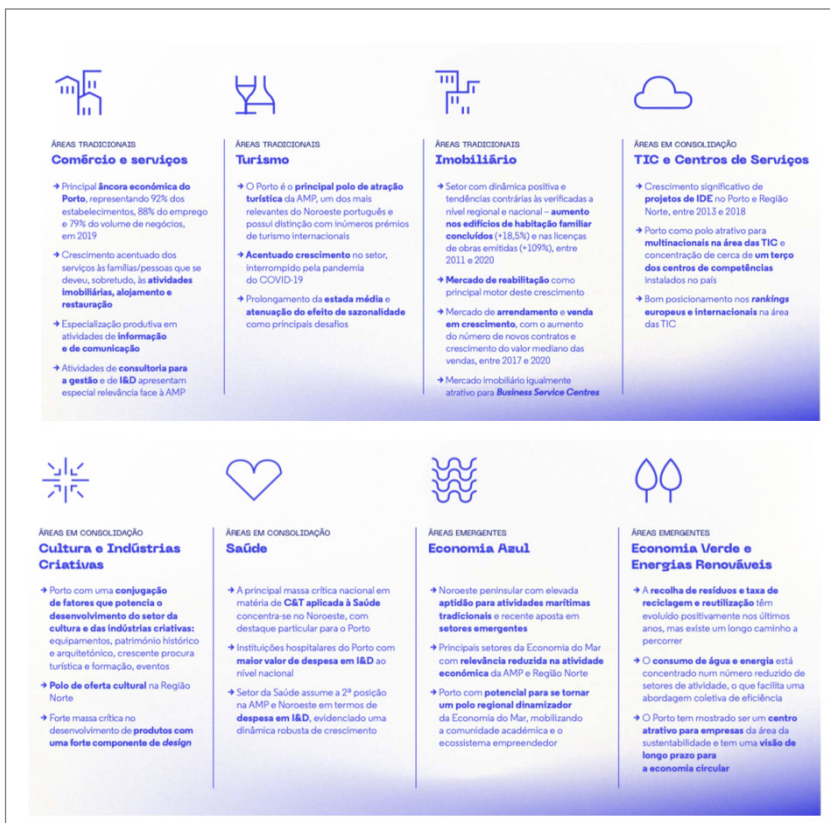 ÁREAS TRADICIONAIS
Comércio e serviços
→ Principal âncora económica do
Porto, representando 92% dos
estabelecimentos, 88% do emprego
e 79% do volume de negócios,
em 2019
→ Crescimento acentuado dos
serviços às famílias/pessoas que se
deveu, sobretudo, às atividades
imobiliárias, alojamento e
restauração
→ Especialização produtiva em
atividades de informação
e de comunicação
→ Atividades de consultoria para
a gestão e de I&D apresentam
especial relevância face à AMP
ÁREAS TRADICIONAIS
Turismo
→ O Porto é o principal polo de atração
turística da AMP, um dos mais
relevantes do Noroeste português e
possui distinção com inúmeros prémios
de turismo internacionais
→ Acentuado crescimento no setor,
interrompido pela pandemia
do COVID-19
→ Prolongamento da estada média e
atenuação do efeito de sazonalidade
como principais desafios
ÁREAS TRADICIONAIS
Imobiliário
→ Setor com dinâmica positiva e
tendências contrárias às verificadas a
nível regional e nacional – aumento
nos edifícios de habitação familiar
concluídos (+18,5%) e nas licenças
de obras emitidas (+109%), entre
2011 e 2020
→ Mercado de reabilitação como
principal motor deste crescimento
→ Mercado de arrendamento e venda
em crescimento, com o aumento
do número de novos contratos e
crescimento do valor mediano das
vendas, entre 2017 e 2020
→ Mercado imobiliário igualmente
atrativo para Business Service Centres
ÁREAS EM CONSOLIDAÇÃO
TIC e Centros de Serviços
→ Crescimento significativo de
projetos de IDE no Porto e Região
Norte, entre 2013 e 2018
→ Porto como polo atrativo para
multinacionais na área das TIC e
concentração de cerca de um terço
dos centros de competências
instalados no país
→ Bom posicionamento nos rankings
europeus e internacionais na área
das TIC
ÁREAS EM CONSOLIDAÇÃO
Cultura e Indústrias
Criativas
→ Porto com uma conjugação
de fatores que potencia o
desenvolvimento do setor da
cultura e das indústrias criativas:
equipamentos, património histórico
e arquitetónico, crescente procura
turística e formação, eventos
→ Polo de oferta cultural na Região
Norte
→ Forte massa crítica no
desenvolvimento de produtos com
uma forte componente de design
ÁREAS EM CONSOLIDAÇÃO
Saúde
→ A principal massa crítica nacional em
matéria de C&T aplicada à Saúde
concentra-se no Noroeste, com
destaque particular para o Porto
→ Instituições hospitalares do Porto com
maior valor de despesa em I&D ao
nível nacional
→ Setor da Saúde assume a 2ª posição
na AMP e Noroeste em termos de
despesa em I&D, evidenciado uma
dinâmica robusta de crescimento
ÁREAS EMERGENTES
Economia Azul
→ Noroeste peninsular com elevada
aptidão para atividades marítimas
tradicionais e recente aposta em
setores emergentes
→ Principais setores da Economia do Mar
com relevância reduzida na atividade
económica da AMP e Região Norte
→ Porto com potencial para se tornar
um polo regional dinamizador
da Economia do Mar, mobilizando
a comunidade académica e o
ecossistema empreendedor
ÁREAS EMERGENTES
Economia Verde e
Energias Renováveis
→ A recolha de resíduos e taxa de
reciclagem e reutilização têm
evoluído positivamente nos últimos
anos, mas existe um longo caminho a
percorrer
→ O consumo de água e energia está
concentrado num número reduzido de
setores de atividade, o que facilita uma
abordagem coletiva de eficiência
→ O Porto tem mostrado ser um centro
atrativo para empresas da área da
sustentabilidade e tem uma visão de
longo prazo para
a economia circular